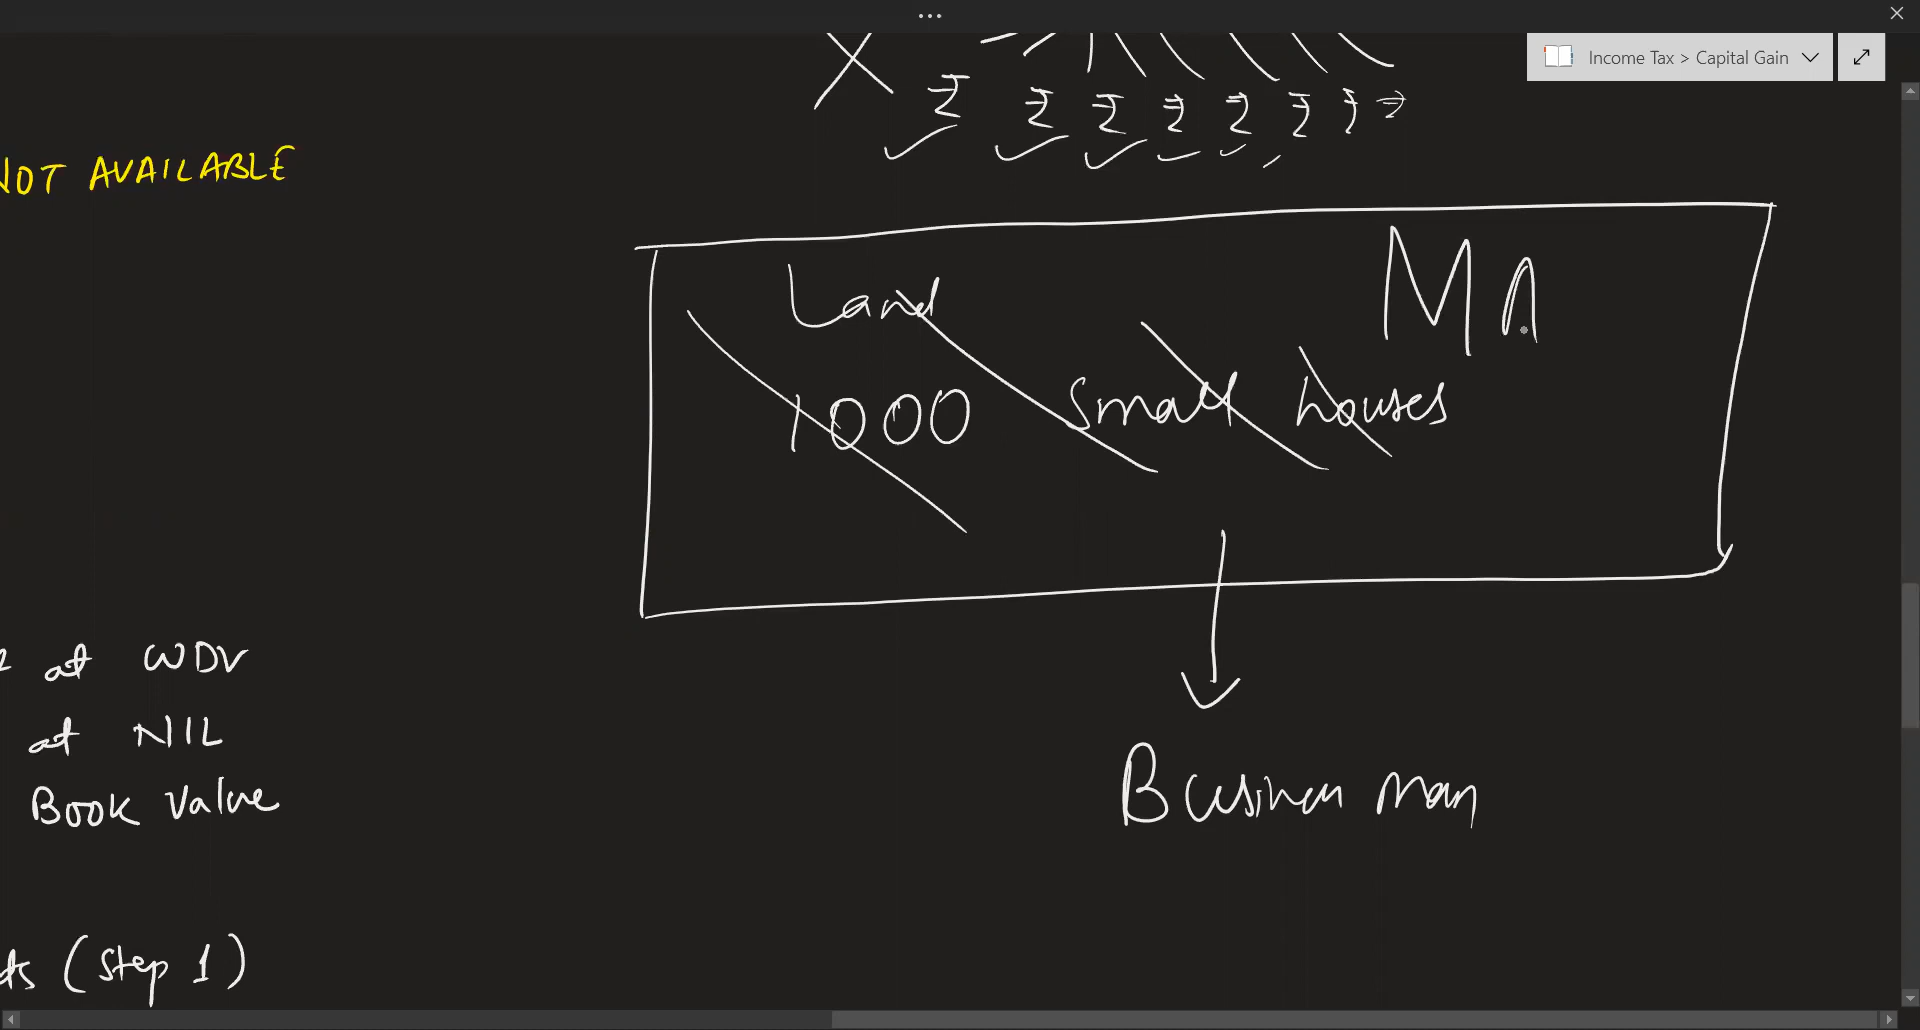 ...
Income Tax > Capital Gain
₹ ₹ ₹ ₹ ₹ ₹ ₹
NOT AVAILABLE
Land
MA
1000 small houses
at WDV
at NIL
Book value
Business man
(Step 1)